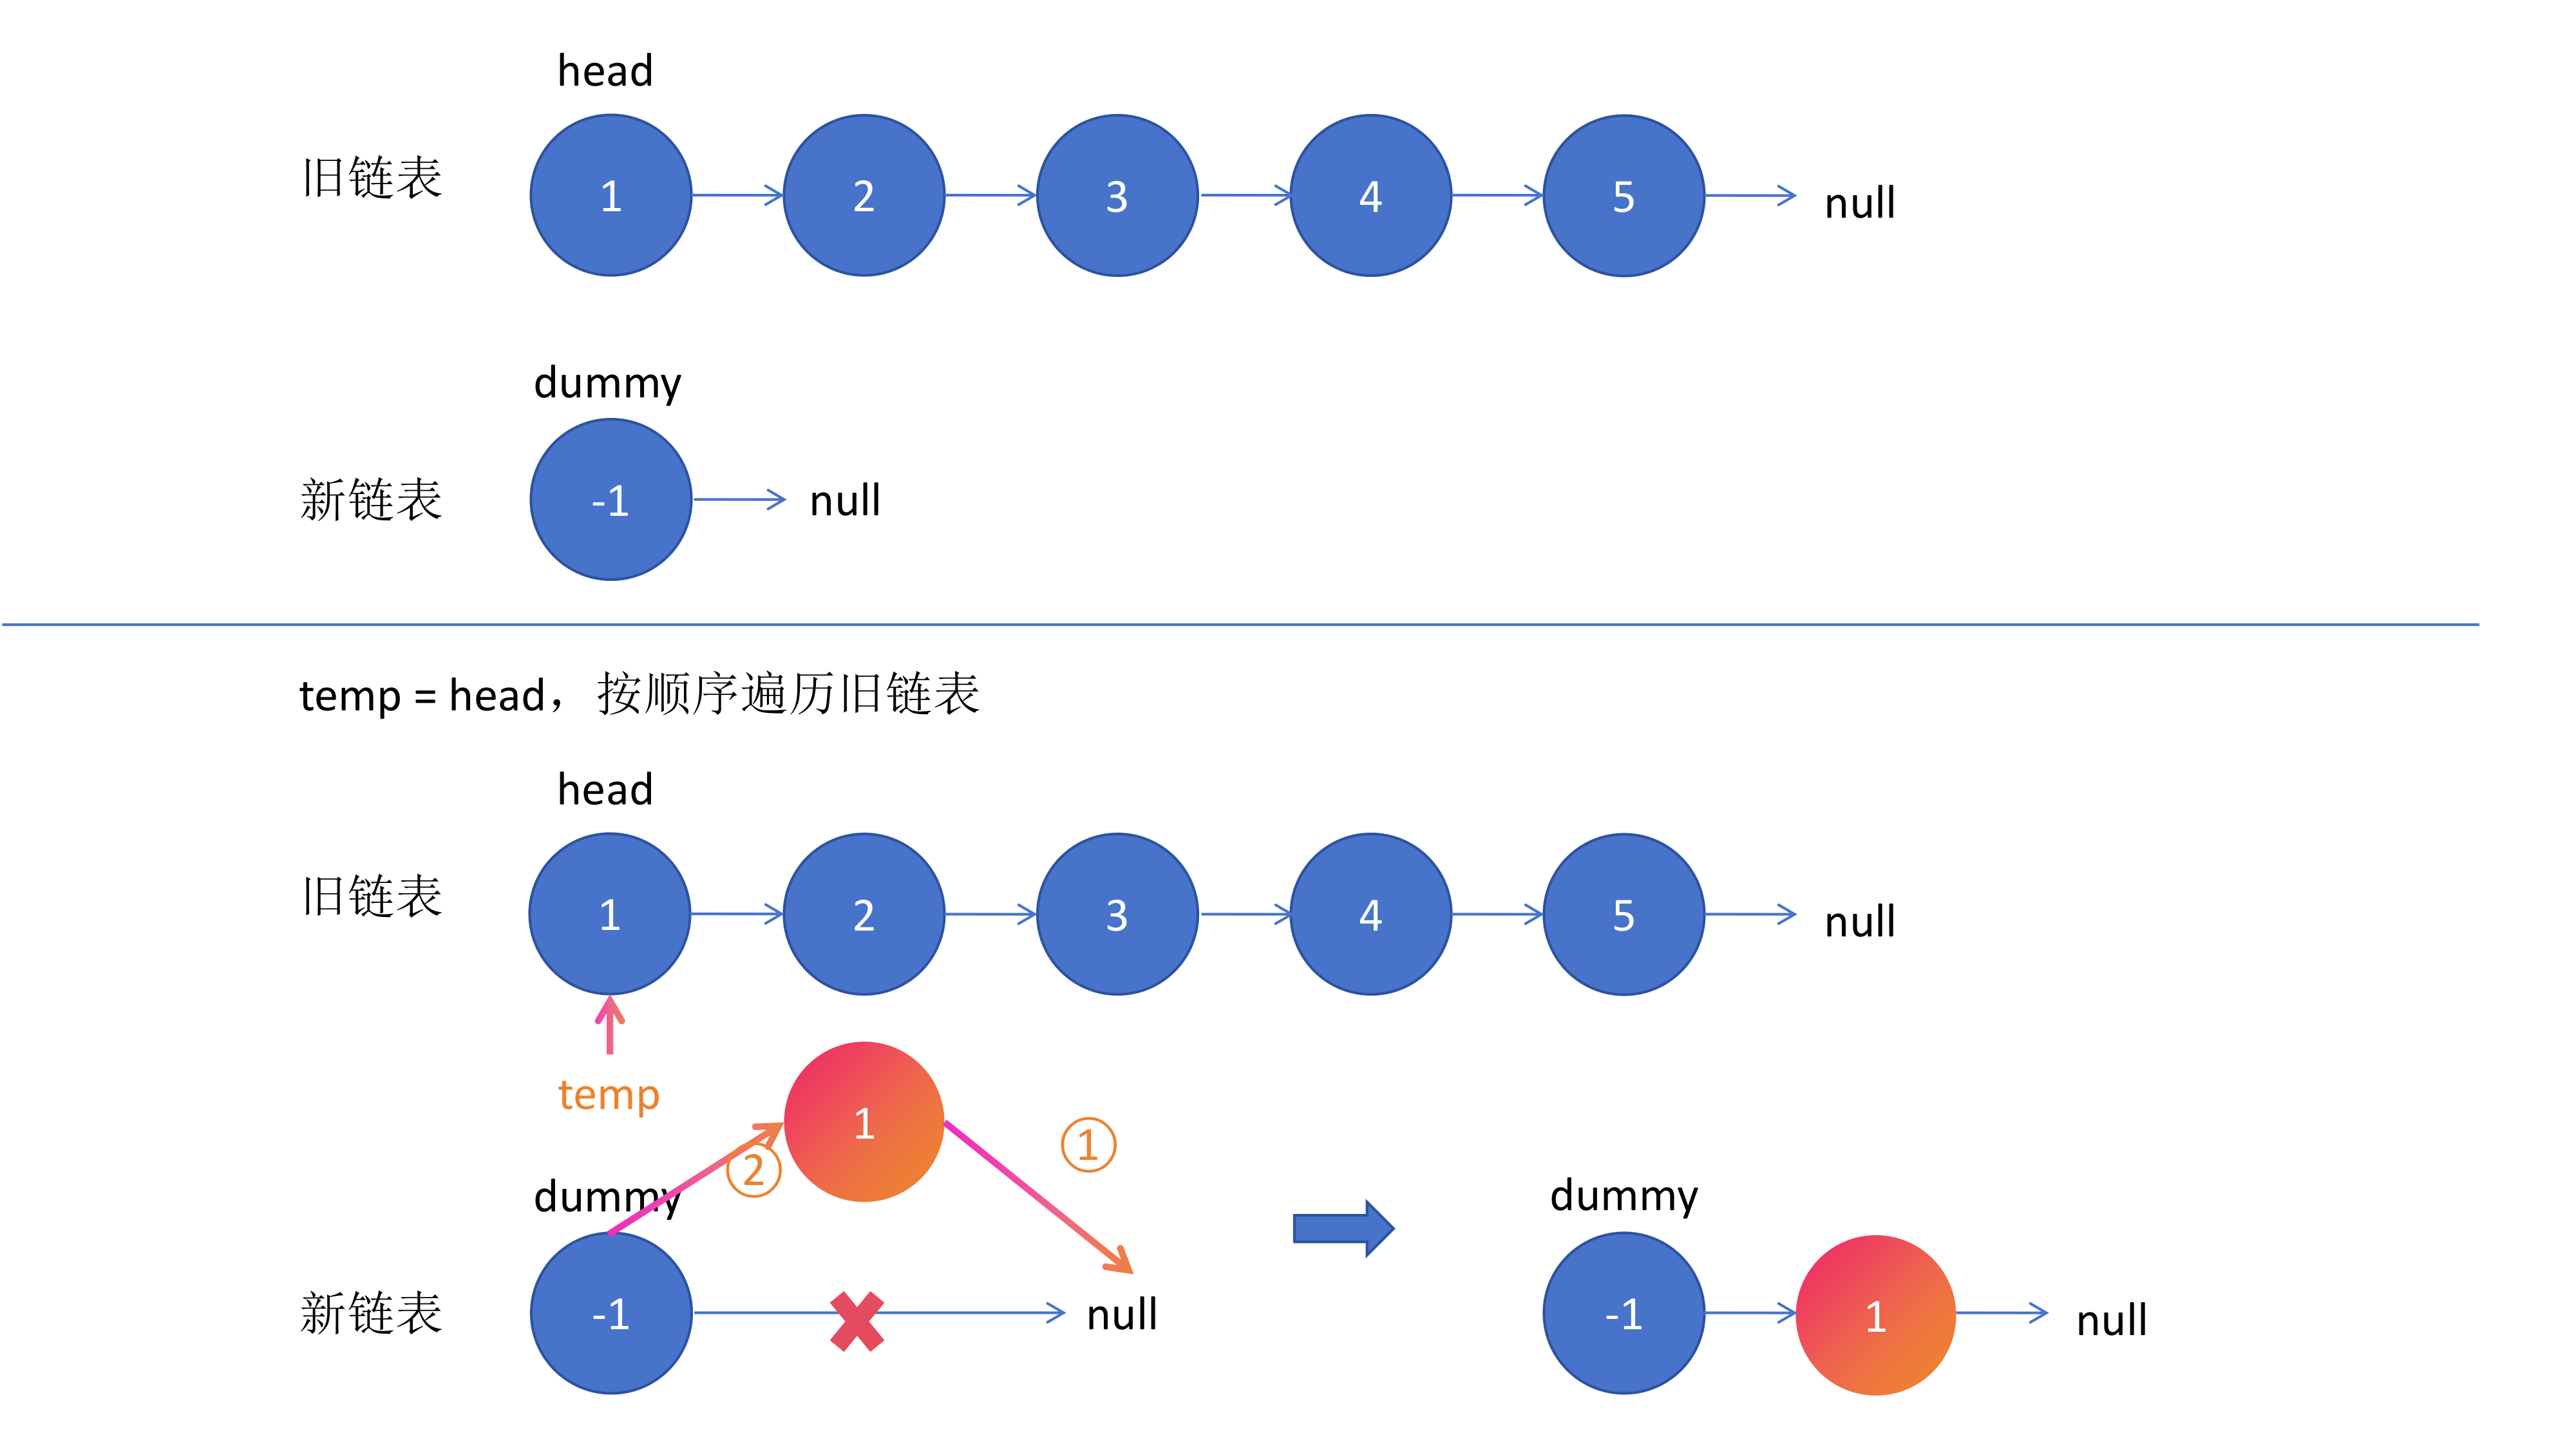 head
旧链表 1 2 3 4 5 null
dummy
新链表 -1 null
temp = head，按顺序遍历旧链表
head
旧链表 1 2 3 4 5 null
temp
1
①
②
dummy
dummy
新链表 -1 null
-1 1 null